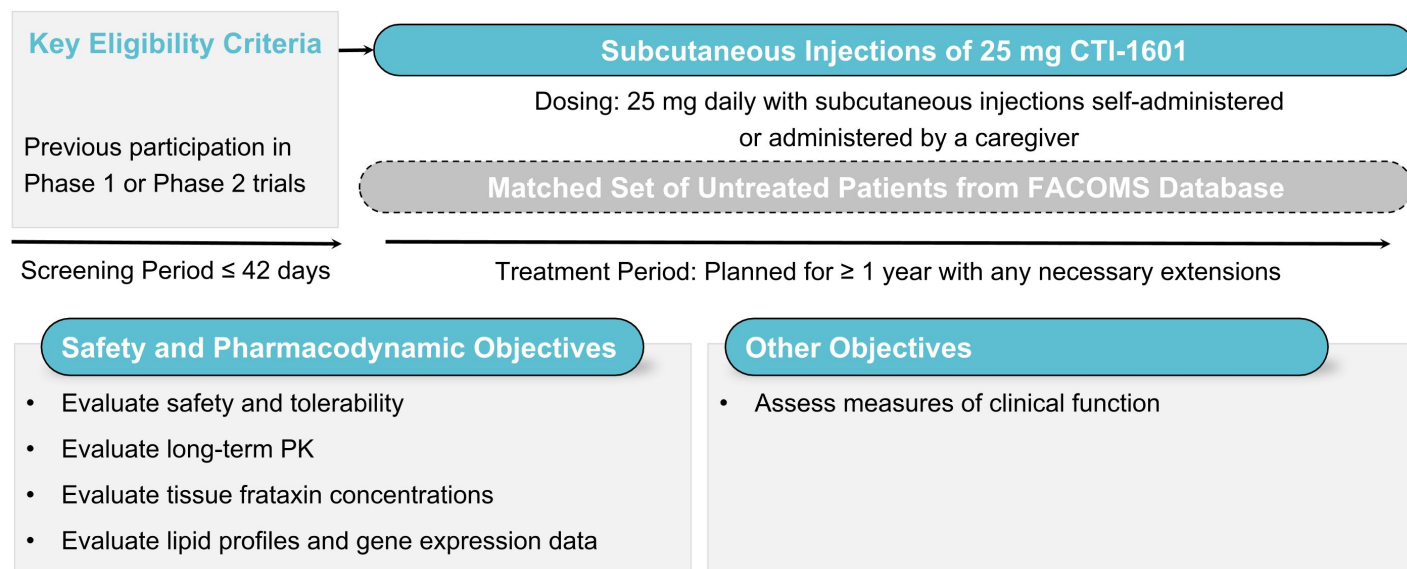 Key Eligibility Criteria
Previous participation in
Phase 1 or Phase 2 trials
Subcutaneous Injections of 25 mg CTI-1601
Dosing: 25 mg daily with subcutaneous injections self-administered
or administered by a caregiver
Matched Set of Untreated Patients from FACOMS Database
Screening Period ≤ 42 days
Treatment Period: Planned for ≥ 1 year with any necessary extensions
Safety and Pharmacodynamic Objectives
• Evaluate safety and tolerability
• Evaluate long-term PK
• Evaluate tissue frataxin concentrations
• Evaluate lipid profiles and gene expression data
Other Objectives
• Assess measures of clinical function